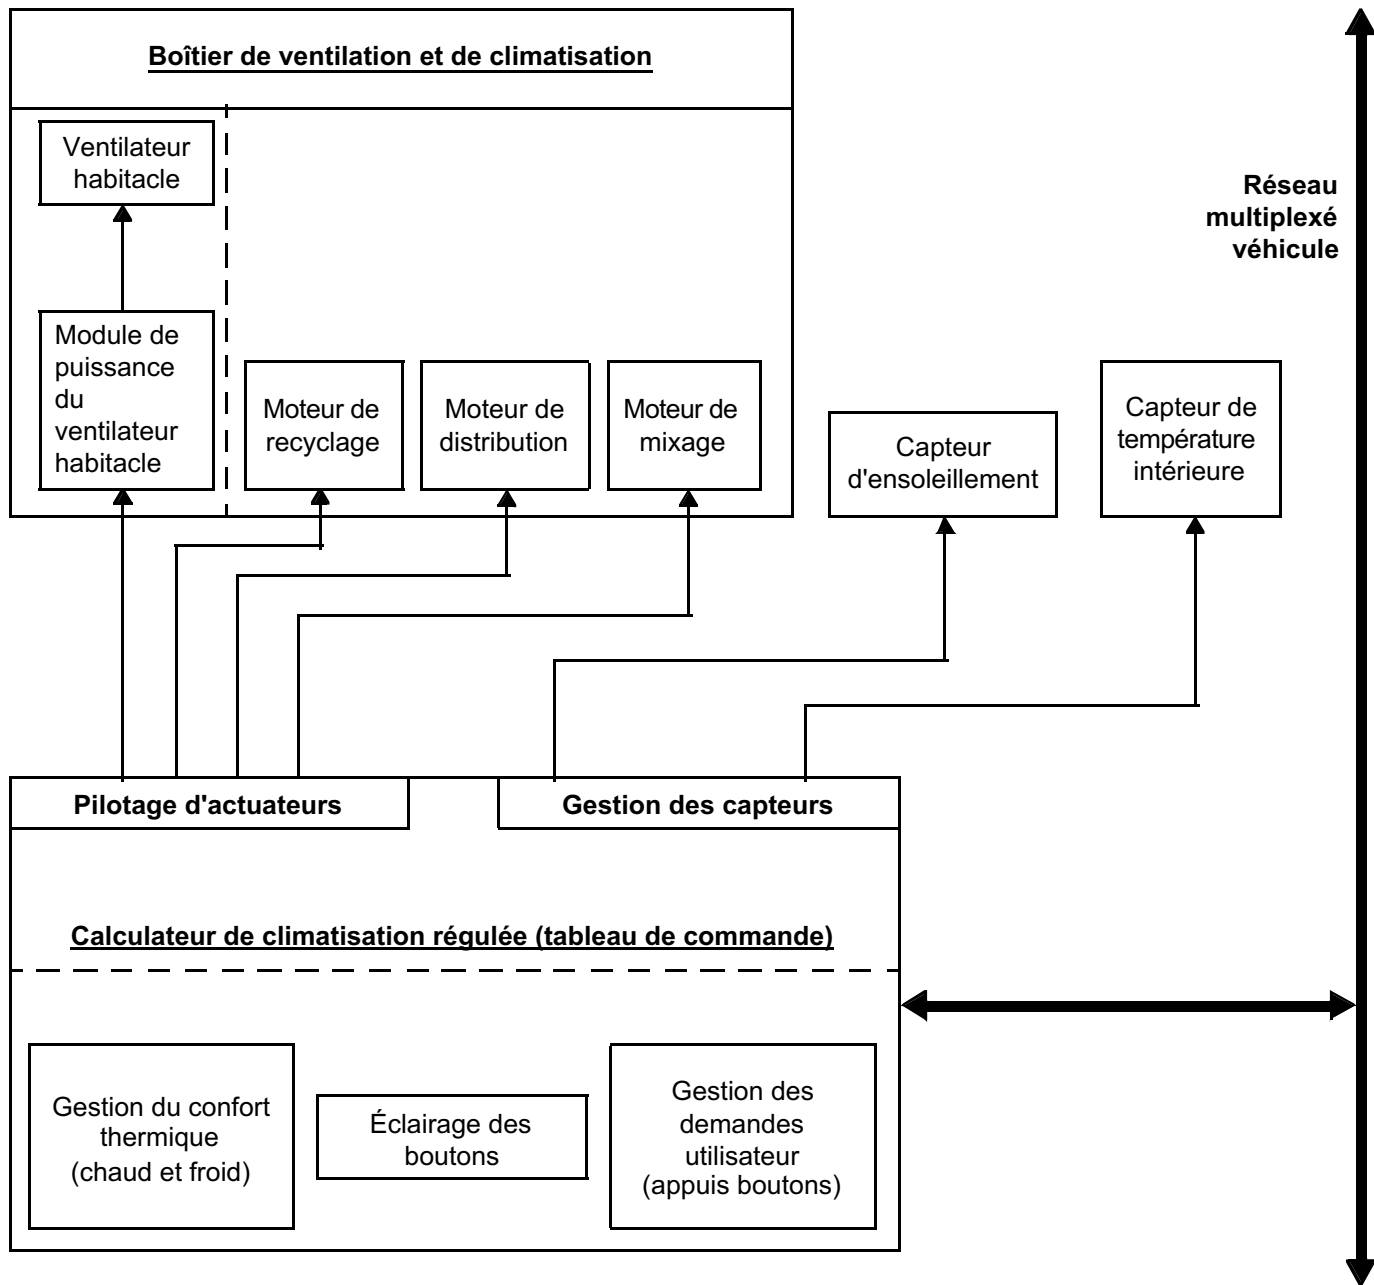 Boîtier de ventilation et de climatisation
Ventilateur
habitacle
Réseau
multiplexé
véhicule
Module de
puissance
du
ventilateur
habitacle
Moteur de
recyclage
Moteur de
distribution
Moteur de
mixage
Capteur
d'ensoleillement
Capteur de
température
intérieure
Pilotage d'actuateurs
Gestion des capteurs
Calculateur de climatisation régulée (tableau de commande)
Gestion du confort
thermique
(chaud et froid)
Éclairage des
boutons
Gestion des
demandes
utilisateur
(appuis boutons)